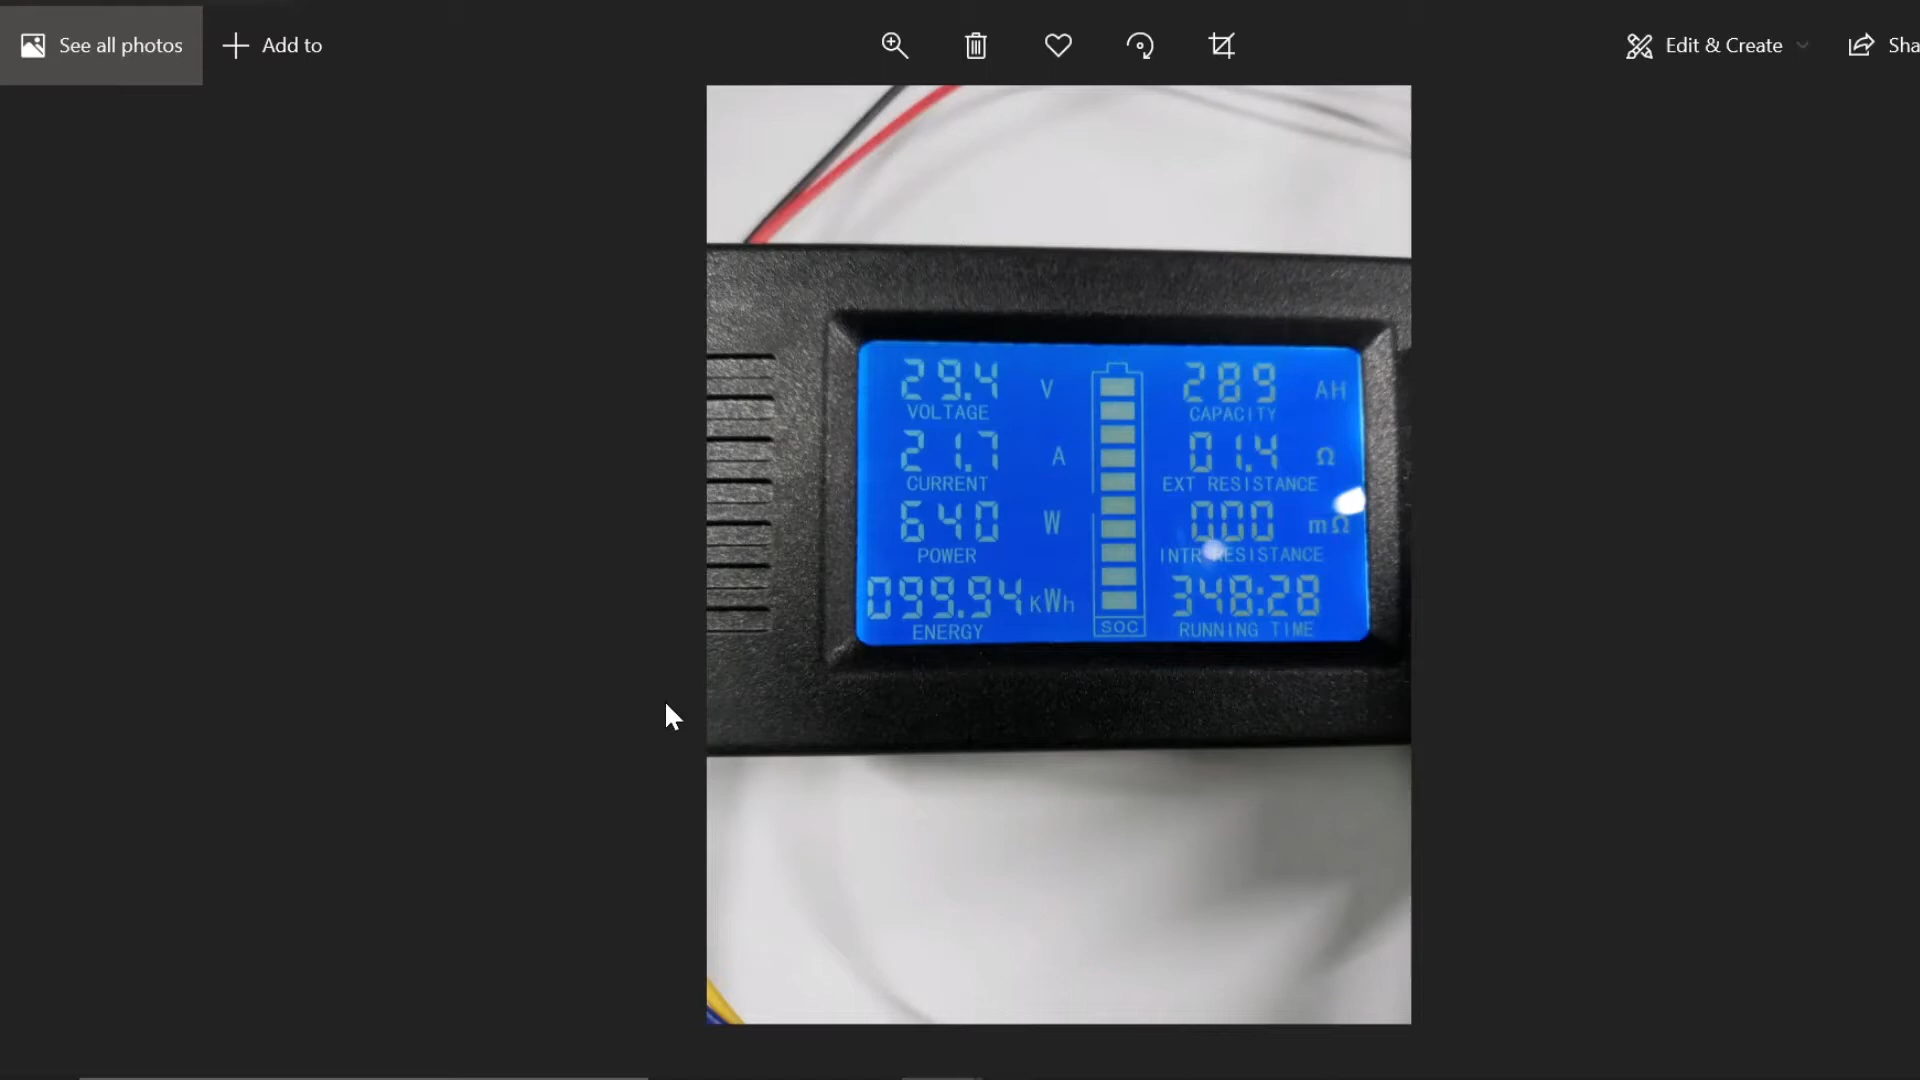 See all photos
Add to
Edit & Create
Sha
29.4 V
VOLTAGE
21.7 A
CURRENT
640 W
POWER
099.94 KWh
ENERGY
SOC
289 AH
CAPACITY
01.4 Ω
EXT RESISTANCE
000 mΩ
INTR RESISTANCE
348:28
RUNNING TIME